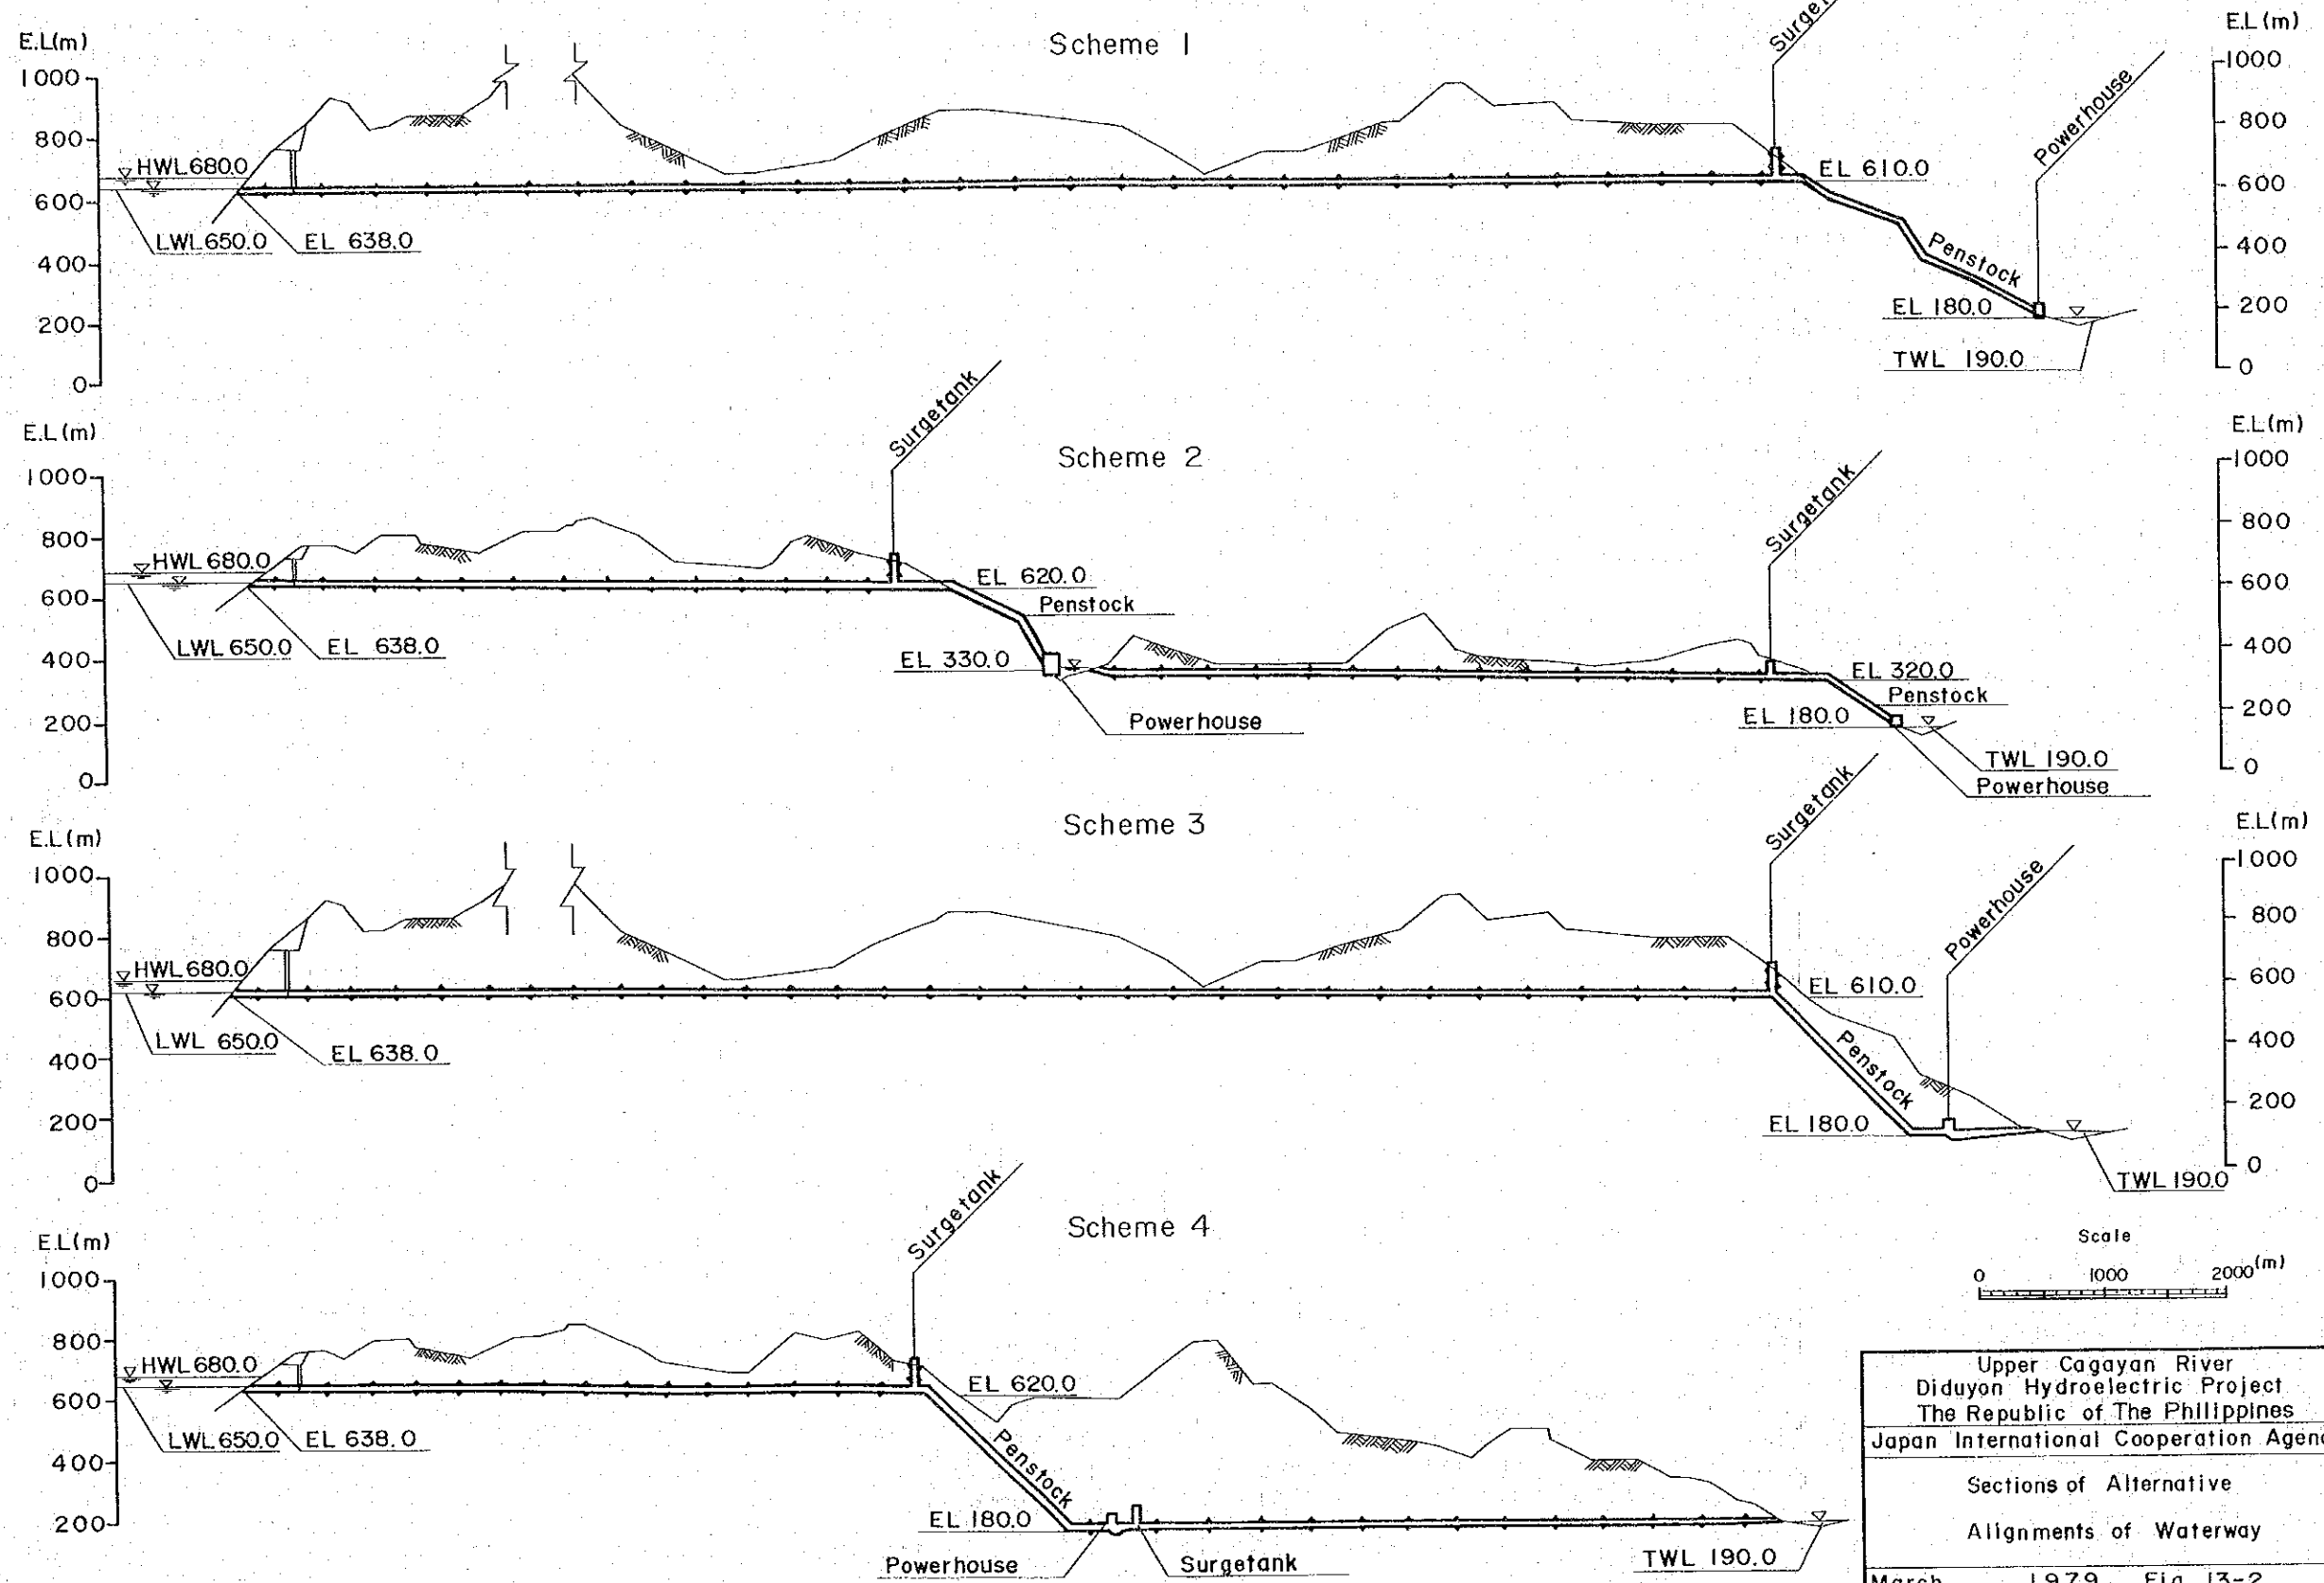 Scheme 1
E.L(m)
1000
800
600
400
200
0
HWL 680.0
LWL 650.0
EL 638.0
EL 610.0
Penstock
EL 180.0
TWL 190.0
Powerhouse
E.L(m)
1000
800
600
400
200
0
Scheme 2
E.L(m)
1000
800
600
400
200
0
HWL 680.0
LWL 650.0
EL 638.0
Surgetank
EL 620.0
Penstock
EL 330.0
Powerhouse
Surgetank
EL 320.0
Penstock
EL 180.0
TWL 190.0
Powerhouse
E.L(m)
1000
800
600
400
200
0
Scheme 3
E.L(m)
1000
800
600
400
200
0
HWL 680.0
LWL 650.0
EL 638.0
Surgetank
EL 610.0
Penstock
EL 180.0
Powerhouse
TWL 190.0
E.L(m)
1000
800
600
400
200
0
Scheme 4
E.L(m)
1000
800
600
400
200
HWL 680.0
LWL 650.0
EL 638.0
Surgetank
EL 620.0
Penstock
EL 180.0
Powerhouse
Surgetank
TWL 190.0
Scale
0 1000 2000 (m)
Upper Cagayan River
Diduyon Hydroelectric Project
The Republic of The Philippines
Japan International Cooperation
Sections of Alternative
Alignments of Waterway
March 1979 Fig 13-2